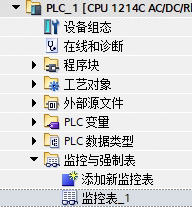 PLC_1 [CPU 1214C AC/DC/Rl
设备组态
在线和诊断
程序块
工艺对象
外部源文件
PLC 变量
PLC 数据类型
监控与强制表
添加新监控表
监控表_1